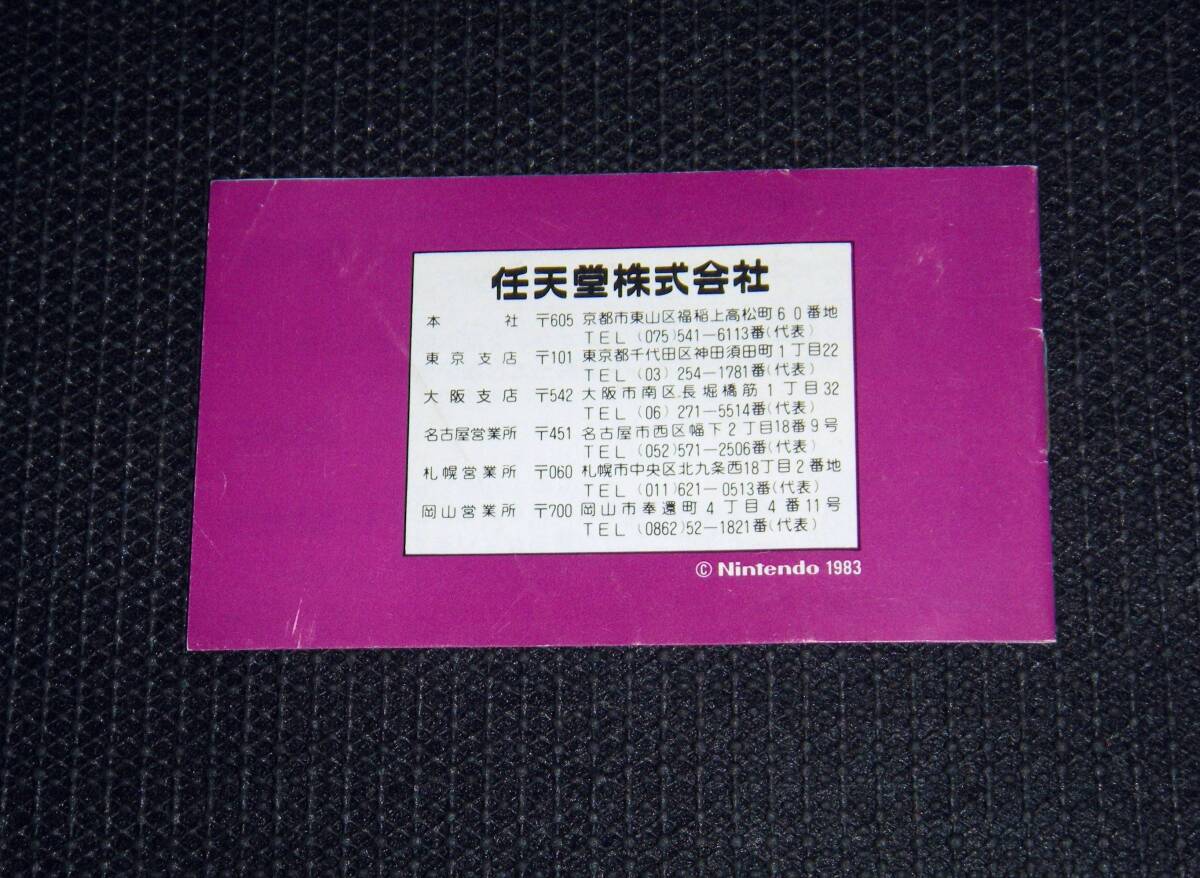 任天堂株式会社
本社 〒605 京都市東山区福稲上高松町60番地
TEL (075)541-6113番(代表)
東京支店 〒101 東京都千代田区神田須田町1丁目22
TEL (03) 254-1781番(代表)
大阪支店 〒542 大阪市南区長堀橋筋1丁目32
TEL (06) 271-5514番(代表)
名古屋営業所 〒451 名古屋市西区幅下2丁目18番9号
TEL (052)571-2506番(代表)
札幌営業所 〒060 札幌市中央区北九条西18丁目2番地
TEL (011)621-0513番(代表)
岡山営業所 〒700 岡山市奉還町4丁目4番11号
TEL (0862)52-1821番(代表)
© Nintendo 1983